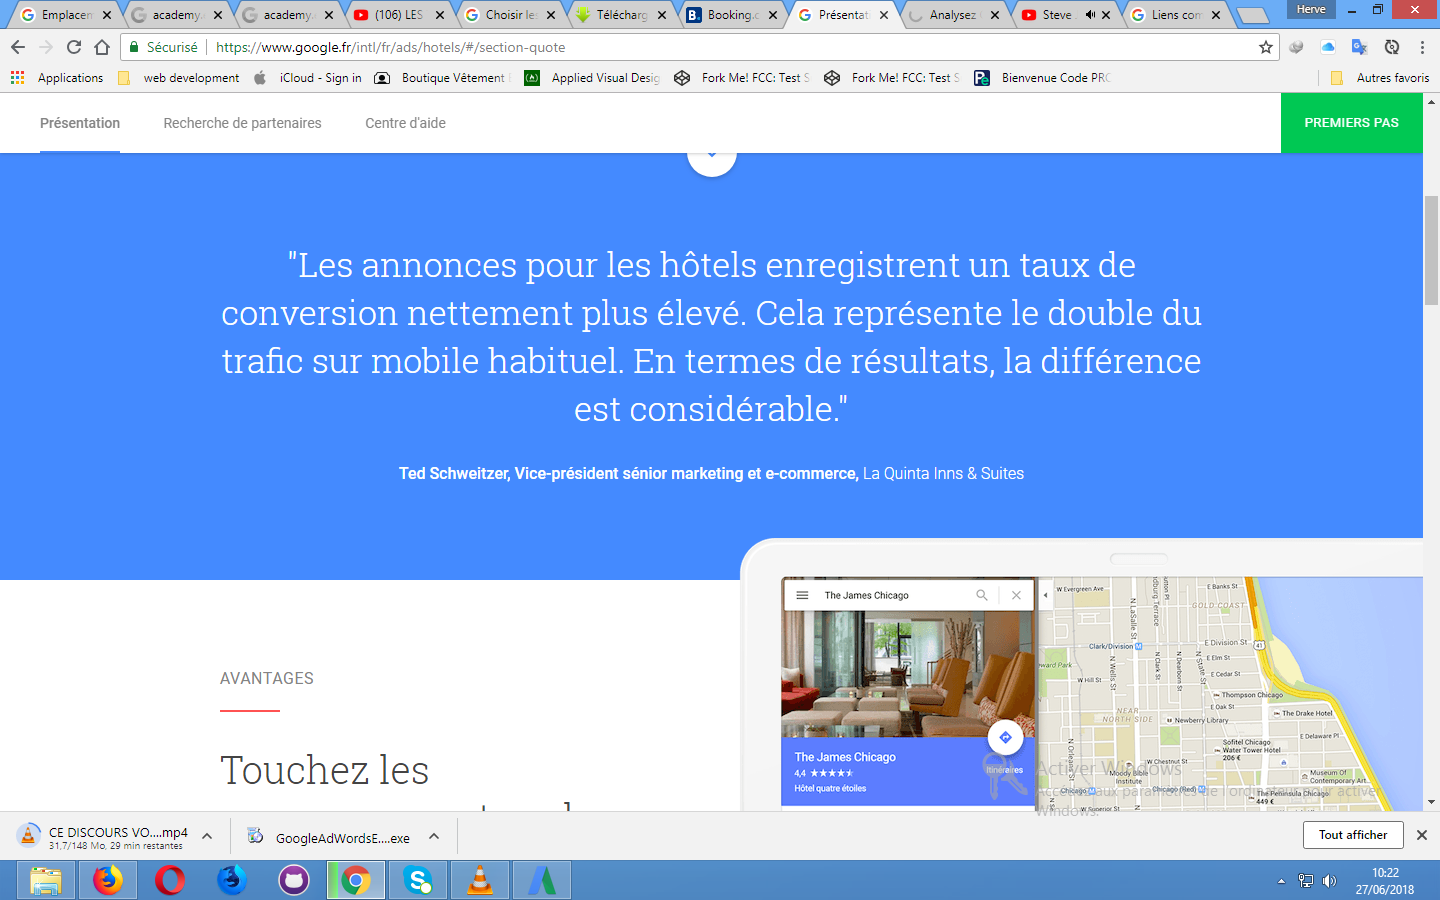 Emplacem
academy.
academy.
(106) LES
Choisir les
Télécharg
Booking.c
Présentati
Analysez
Steve
Liens com
Herve
Sécurisé
https://www.google.fr/intl/fr/ads/hotels/#/section-quote
Applications
web development
iCloud - Sign in
Boutique Vêtement
Applied Visual Desig
Fork Me! FCC: Test S
Fork Me! FCC: Test S
Bienvenue Code PRO
Autres favoris
Présentation
Recherche de partenaires
Centre d'aide
PREMIERS PAS
"Les annonces pour les hôtels enregistrent un taux de
conversion nettement plus élevé. Cela représente le double du
trafic sur mobile habituel. En termes de résultats, la différence
est considérable."
Ted Schweitzer, Vice-président sénior marketing et e-commerce, La Quinta Inns & Suites
AVANTAGES
Touchez les
The James Chicago
The James Chicago
4,4
Hôtel quatre étoiles
Itinéraires
W Evergreen Ave
N LaSalle St
E Banks St
GOLD COAST
Clark/Division
E Division St
41
E Elm St
E Cedar St
N Wells St
N Clark St
N Dearborn St
N State St
W Hill St
Thompson Chicago
E Oak St
NEAR
NORTH SIDE
Newberry Library
The Drake Hotel
N Orleans St
E Delaware Pl
Sofitel Chicago
Water Tower Hotel
206 €
W Chestnut St
Moody Bible
Institute
Museum Of
Contemporary Art
Chicago
Chicago (Red)
The Peninsula Chicago
449 €
W Superior St
Activer Windows
Accédez aux paramètres de l'ordinateur pour activer
Windows.
CE DISCOURS VO....mp4
31,7/148 Mo, 29 min restantes
GoogleAdWordsE....exe
Tout afficher
10:22
27/06/2018